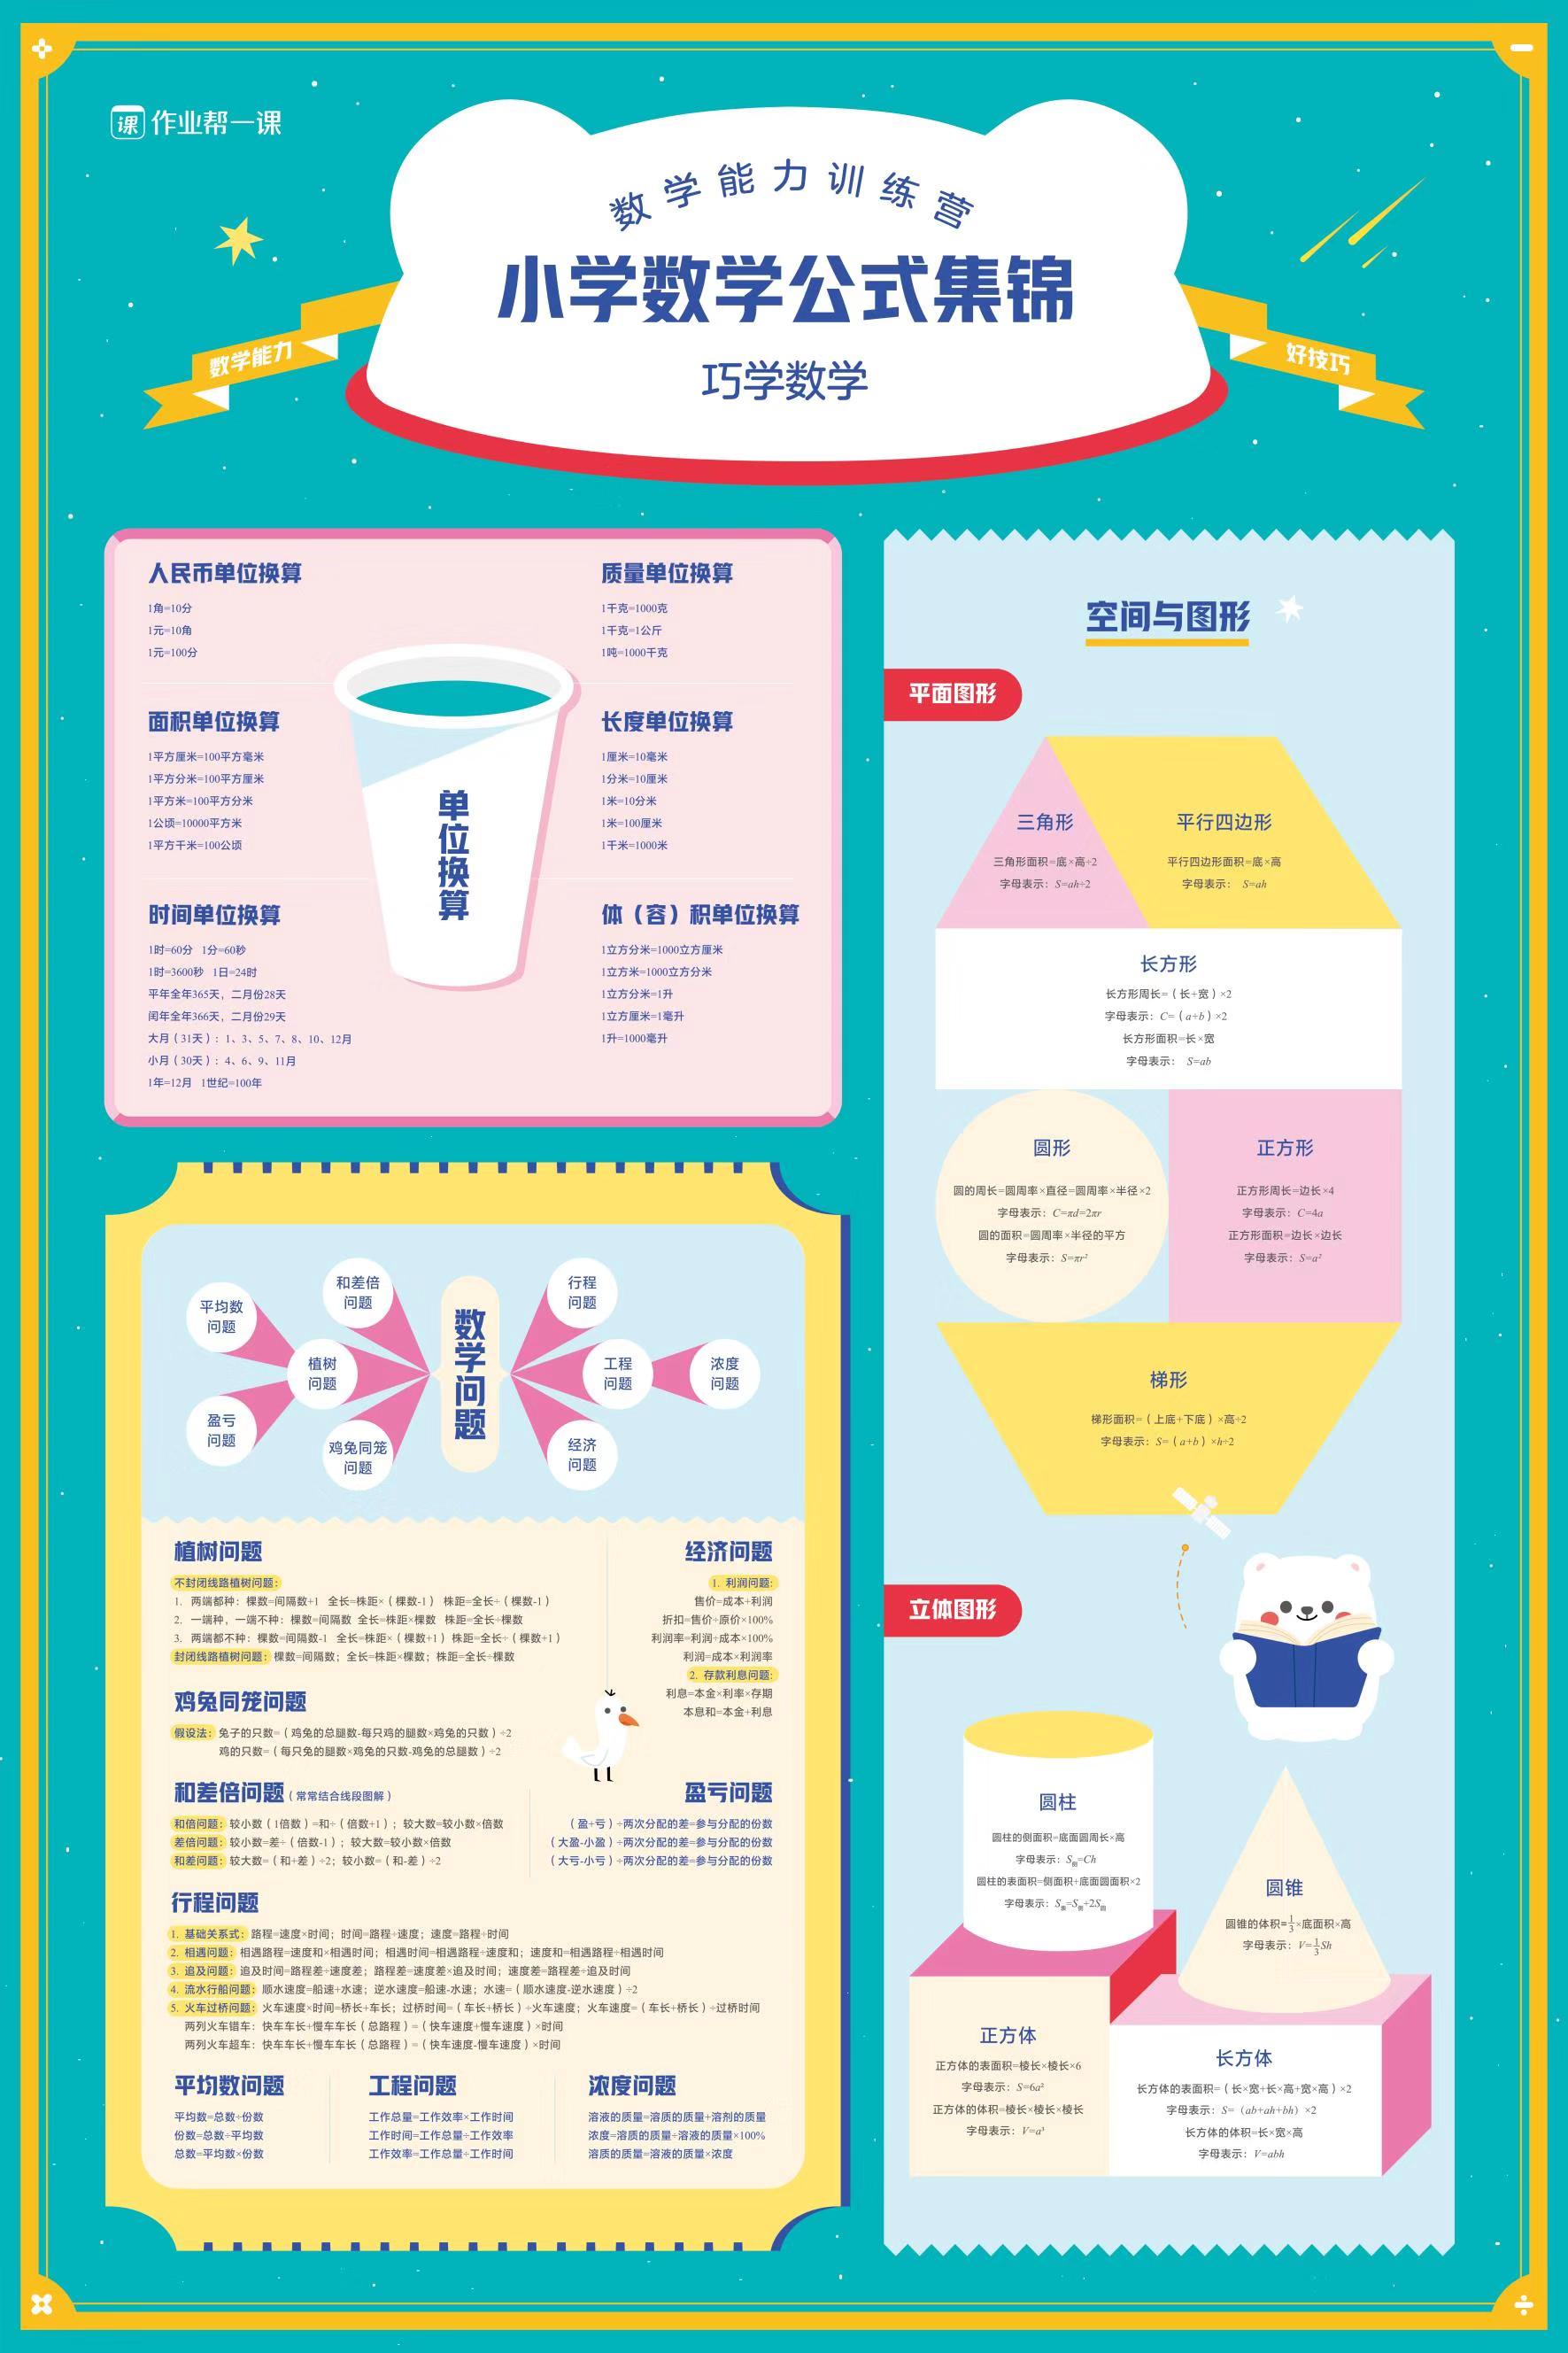 课 作业帮一课
数学能力训练营
小学数学公式集锦
巧学数学
数学能力
好技巧
人民币单位换算
1角=10分
1元=10角
1元=100分
质量单位换算
1千克=1000克
1千克=1公斤
1吨=1000千克
面积单位换算
1平方厘米=100平方毫米
1平方分米=100平方厘米
1平方米=100平方分米
1公顷=10000平方米
1平方千米=100公顷
长度单位换算
1厘米=10毫米
1分米=10厘米
1米=10分米
1米=100厘米
1千米=1000米
单位换算
时间单位换算
1时=60分 1分=60秒
1时=3600秒 1日=24时
平年全年365天，二月份28天
闰年全年366天，二月份29天
大月（31天）：1、3、5、7、8、10、12月
小月（30天）：4、6、9、11月
1年=12月 1世纪=100年
体（容）积单位换算
1立方分米=1000立方厘米
1立方米=1000立方分米
1立方分米=1升
1立方厘米=1毫升
1升=1000毫升
数学问题
平均数问题
和差倍问题
植树问题
盈亏问题
鸡兔同笼问题
行程问题
工程问题
浓度问题
经济问题
植树问题
不封闭线路植树问题：
1. 两端都种：棵数=间隔数+1 全长=株距×（棵数-1） 株距=全长÷（棵数-1）
2. 一端种，一端不种：棵数=间隔数 全长=株距×棵数 株距=全长÷棵数
3. 两端都不种：棵数=间隔数-1 全长=株距×（棵数+1）株距=全长÷（棵数+1）
封闭线路植树问题：棵数=间隔数；全长=株距×棵数；株距=全长÷棵数
经济问题
1. 利润问题：
售价=成本+利润
折扣=售价÷原价×100%
利润率=利润÷成本×100%
利润=成本×利润率
2. 存款利息问题：
利息=本金×利率×存期
本息和=本金+利息
鸡兔同笼问题
假设法：兔子的只数=（鸡兔的总腿数-每只鸡的腿数×鸡兔的只数）÷2
鸡的只数=（每只兔的腿数×鸡兔的只数-鸡兔的总腿数）÷2
和差倍问题（常常结合线段图解）
和倍问题：较小数（1倍数）=和÷（倍数+1）；较大数=较小数×倍数
差倍问题：较小数=差÷（倍数-1）；较大数=较小数×倍数
和差问题：较大数=（和+差）÷2；较小数=（和-差）÷2
盈亏问题
（盈+亏）÷两次分配的差=参与分配的份数
（大盈-小盈）÷两次分配的差=参与分配的份数
（大亏-小亏）÷两次分配的差=参与分配的份数
行程问题
1. 基础关系式：路程=速度×时间；时间=路程÷速度；速度=路程÷时间
2. 相遇问题：相遇路程=速度和×相遇时间；相遇时间=相遇路程÷速度和；速度和=相遇路程÷相遇时间
3. 追及问题：追及时间=路程差÷速度差；路程差=速度差×追及时间；速度差=路程差÷追及时间
4. 流水行船问题：顺水速度=船速+水速；逆水速度=船速-水速；水速=（顺水速度-逆水速度）÷2
5. 火车过桥问题：火车速度×时间=桥长+车长；过桥时间=（车长+桥长）÷火车速度；火车速度=（车长+桥长）÷过桥时间
两列火车错车：快车车长+慢车车长（总路程）=（快车速度+慢车速度）×时间
两列火车超车：快车车长+慢车车长（总路程）=（快车速度-慢车速度）×时间
平均数问题
平均数=总数÷份数
份数=总数÷平均数
总数=平均数×份数
工程问题
工作总量=工作效率×工作时间
工作时间=工作总量÷工作效率
工作效率=工作总量÷工作时间
浓度问题
溶液的质量=溶质的质量+溶剂的质量
浓度=溶质的质量÷溶液的质量×100%
溶质的质量=溶液的质量×浓度
空间与图形
平面图形
三角形
三角形面积=底×高÷2
字母表示：S=ah÷2
平行四边形
平行四边形面积=底×高
字母表示： S=ah
长方形
长方形周长=（长+宽）×2
字母表示：C=（a+b）×2
长方形面积=长×宽
字母表示： S=ab
圆形
圆的周长=圆周率×直径=圆周率×半径×2
字母表示：C=πd=2πr
圆的面积=圆周率×半径的平方
字母表示：S=πr²
正方形
正方形周长=边长×4
字母表示：C=4a
正方形面积=边长×边长
字母表示：S=a²
梯形
梯形面积=（上底+下底）×高÷2
字母表示：S=（a+b）×h÷2
立体图形
圆柱
圆柱的侧面积=底面圆周长×高
字母表示：S侧=Ch
圆柱的表面积=侧面积+底面圆面积×2
字母表示：S表=S侧+2S圆
圆锥
圆锥的体积=1/3×底面积×高
字母表示：V=1/3Sh
正方体
正方体的表面积=棱长×棱长×6
字母表示：S=6a²
正方体的体积=棱长×棱长×棱长
字母表示：V=a³
长方体
长方体的表面积=（长×宽+长×高+宽×高）×2
字母表示：S=（ab+ah+bh）×2
长方体的体积=长×宽×高
字母表示：V=abh